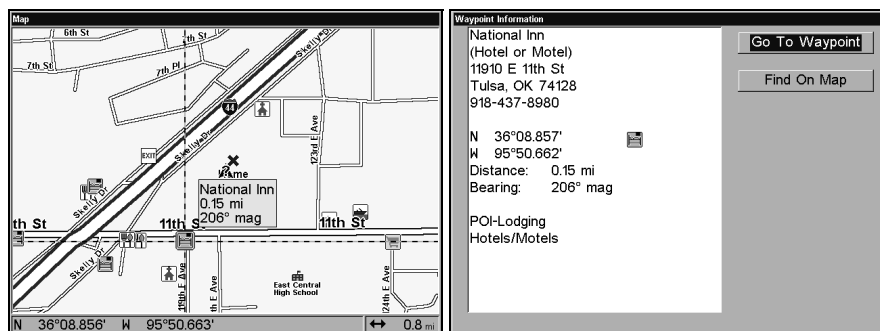 Map
6th St
th St
Skelly Dr
7th St
7th Pl
44
EXIT
Skelly Dr
123rd E Ave
Home
National Inn
0.15 mi
206° mag
Skelly Dr
th St
11th St
11th St
Skelly Dr
119th E Ave
th E Ave
East Central
High School
124th E Ave
N 36°08.856' W 95°50.663' ↔ 0.8 mi
Waypoint Information
National Inn
(Hotel or Motel)
11910 E 11th St
Tulsa, OK 74128
918-437-8980
N 36°08.857'
W 95°50.662'
Distance: 0.15 mi
Bearing: 206° mag
POI-Lodging
Hotels/Motels
Go To Waypoint
Find On Map